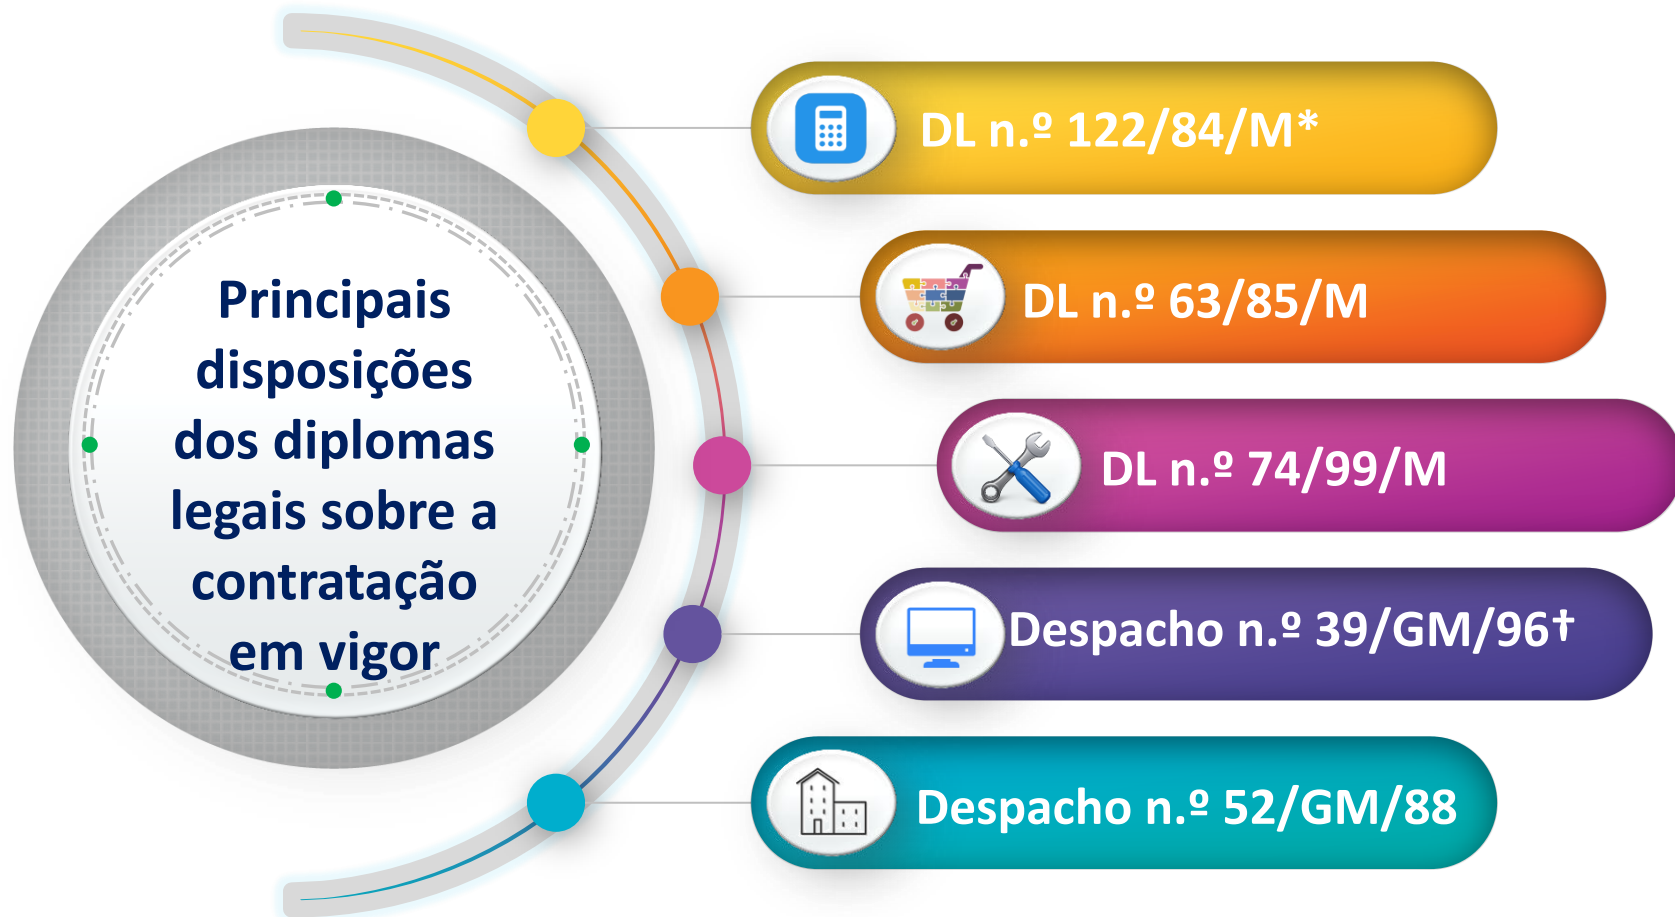 Principais
disposições
dos diplomas
legais sobre a
contratação
em vigor
DL n.º 122/84/M*
DL n.º 63/85/M
DL n.º 74/99/M
Despacho n.º 39/GM/96†
Despacho n.º 52/GM/88